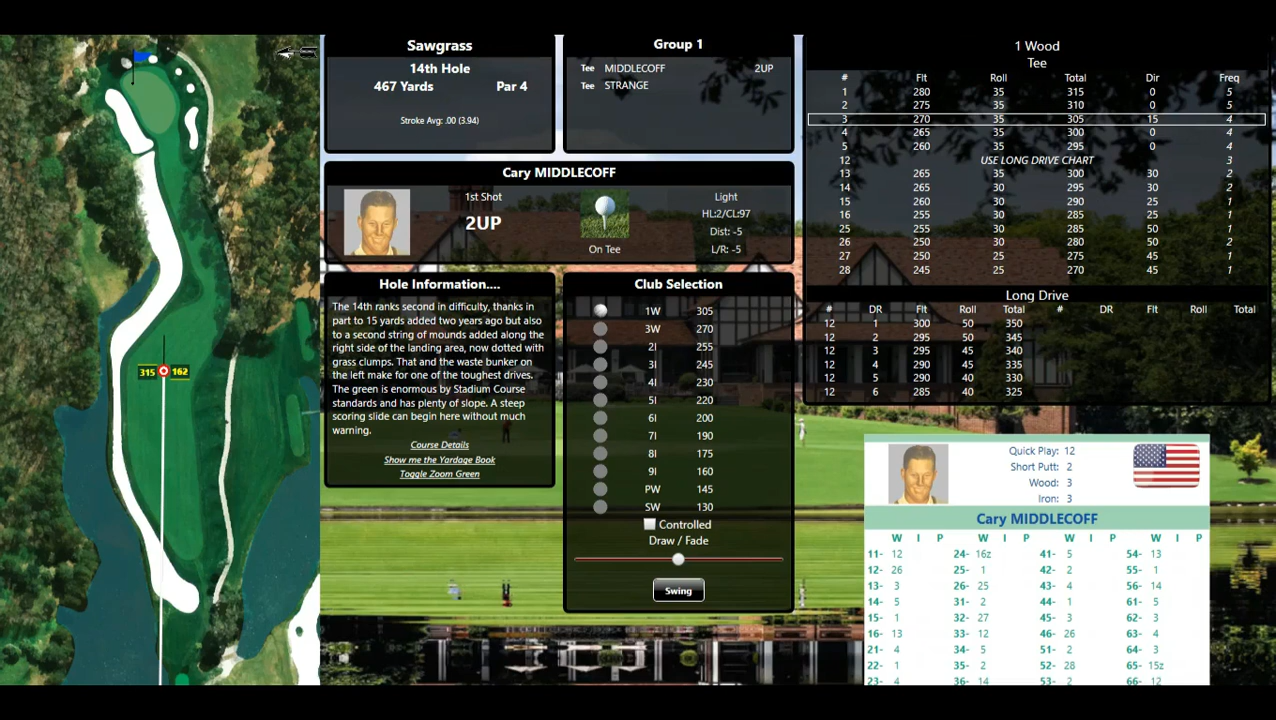 315 162
Sawgrass
14th Hole
467 Yards Par 4
Stroke Avg: .00 (3.94)
Group 1
Tee MIDDLECOFF 2UP
Tee STRANGE
Cary MIDDLECOFF
1st Shot
2UP
On Tee
Light
HL:2/CL:97
Dist: -5
L/R: -5
Hole Information....
The 14th ranks second in difficulty, thanks in
part to 15 yards added two years ago but also
to a second string of mounds added along the
right side of the landing area, now dotted with
grass clumps. That and the waste bunker on
the left make for one of the toughest drives.
The green is enormous by Stadium Course
standards and has plenty of slope. A steep
scoring slide can begin here without much
warning.
Course Details
Show me the Yardage Book
Toggle Zoom Green
Club Selection
1W 305
3W 270
2I 255
3I 245
4I 230
5I 220
6I 200
7I 190
8I 175
9I 160
PW 145
SW 130
Controlled
Draw / Fade
Swing
1 Wood
Tee
# Flt Roll Total Dir Freq
1 280 35 315 0 5
2 275 35 310 0 5
3 270 35 305 15 4
4 265 35 300 0 4
5 260 35 295 0 4
12 USE LONG DRIVE CHART 3
13 265 35 300 30 2
14 265 30 295 30 2
15 260 30 290 25 1
16 255 30 285 25 1
25 255 30 285 50 1
26 250 30 280 50 2
27 250 25 275 45 1
28 245 25 270 45 1
Long Drive
# DR Flt Roll Total # DR Flt Roll Total
12 1 300 50 350
12 2 295 50 345
12 3 295 45 340
12 4 290 45 335
12 5 290 40 330
12 6 285 40 325
Quick Play: 12
Short Putt: 2
Wood: 3
Iron: 3
Cary MIDDLECOFF
W I P W I P W I P W I P
11- 12 24- 16z 41- 5 54- 13
12- 26 25- 1 42- 2 55- 1
13- 3 26- 25 43- 4 56- 14
14- 5 31- 2 44- 1 61- 5
15- 1 32- 27 45- 3 62- 3
16- 13 33- 12 46- 26 63- 4
21- 4 34- 5 51- 2 64- 2
22- 1 35- 2 52- 28 65- 15z
23- 4 36- 14 53- 2 66- 12